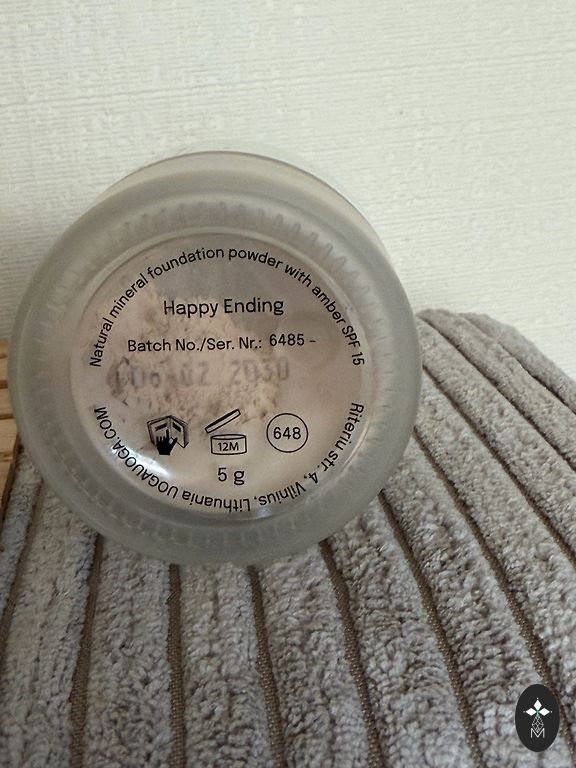 Natural mineral foundation powder with amber SPF 15
Happy Ending
Batch No./Ser. Nr.: 6485 -
06 02 2030
12M
648
5 g
Riteriu str. 4, Vilnius, Lithuania UOGAUOGA.COM
M